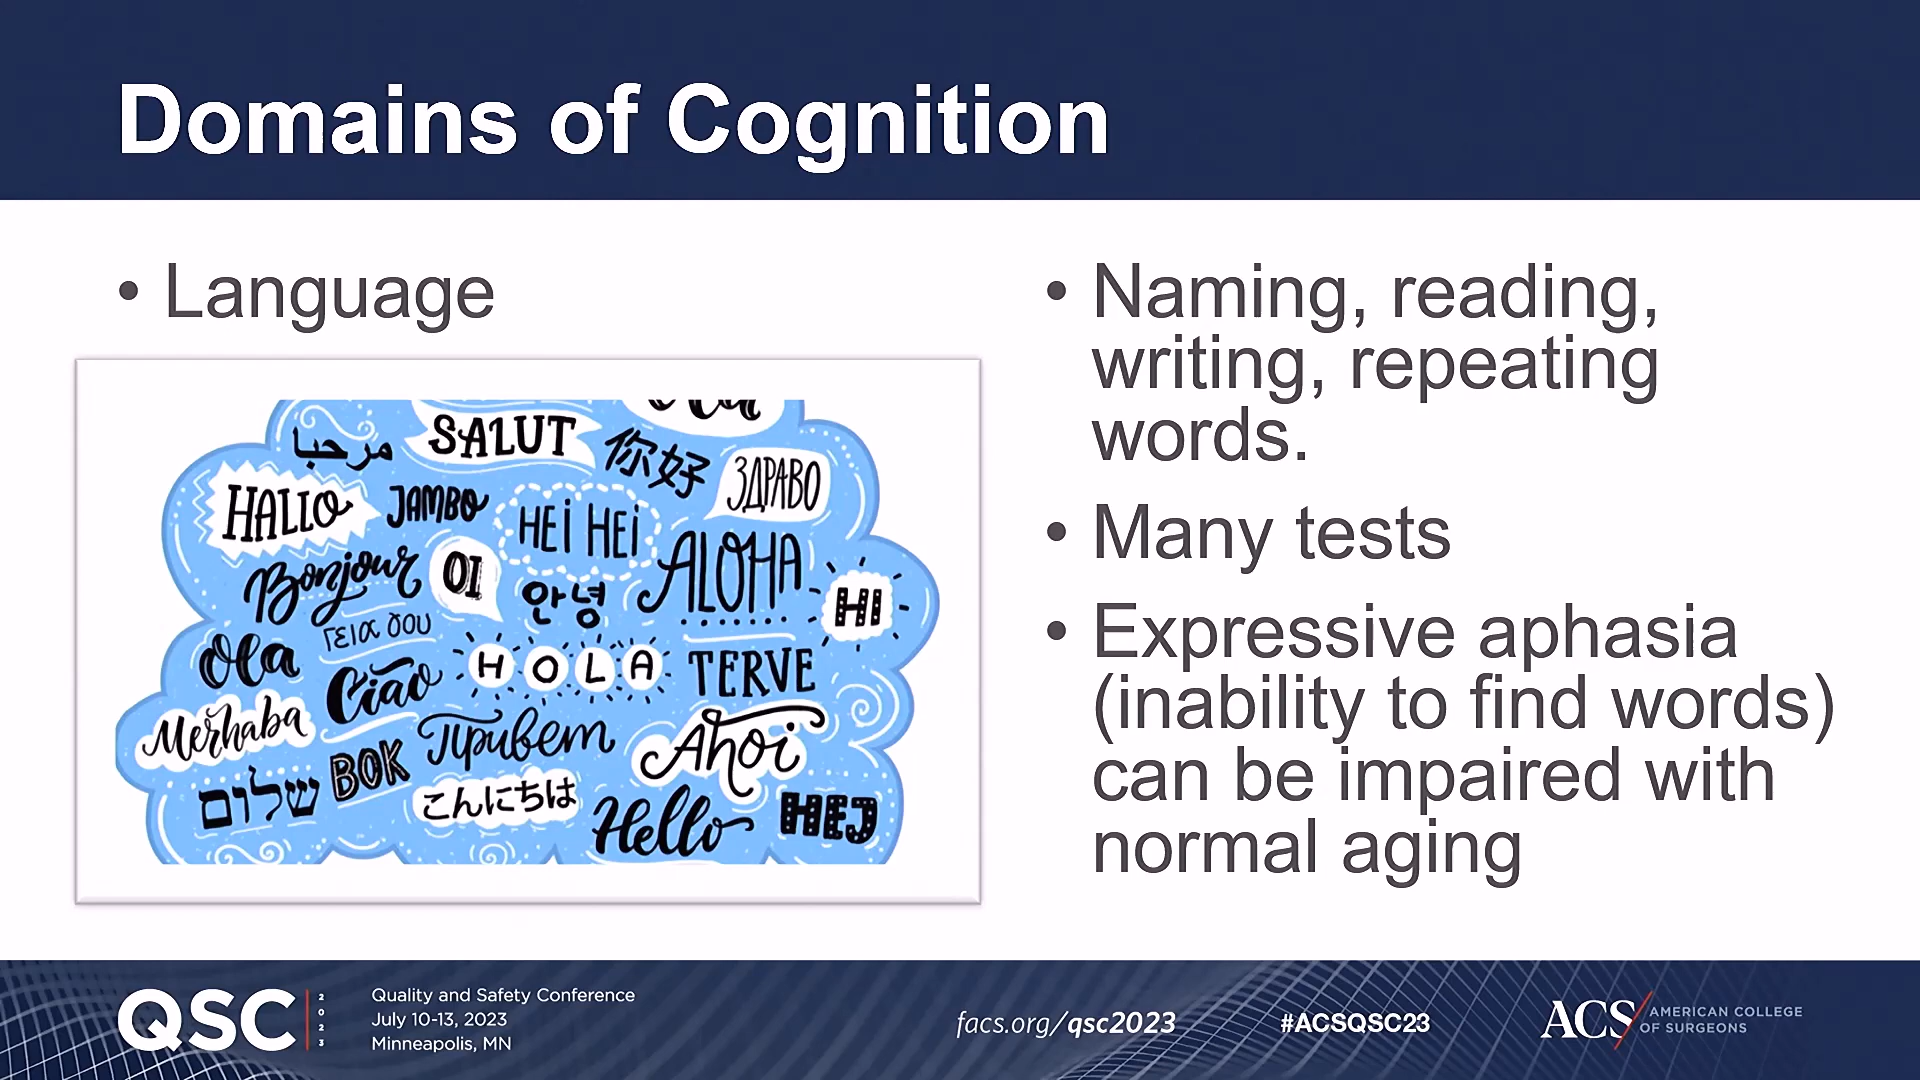 Domains of Cognition
• Language
مرحبا
SALUT
你好
ЗДРАВО
HALLO
JAMBO
HEi HEi
ALOHA
HI
Bonjour
OI
안녕
Γεια σου
Ola
Ciao
HOLA
TERVE
Merhaba
BOK
Привет
Ahoi
שלום
こんにちは
Hello
HEJ
• Naming, reading,
writing, repeating
words.
• Many tests
• Expressive aphasia
(inability to find words)
can be impaired with
normal aging
QSC
2023
Quality and Safety Conference
July 10-13, 2023
Minneapolis, MN
facs.org/qsc2023
#ACSQSC23
ACS
AMERICAN COLLEGE
OF SURGEONS